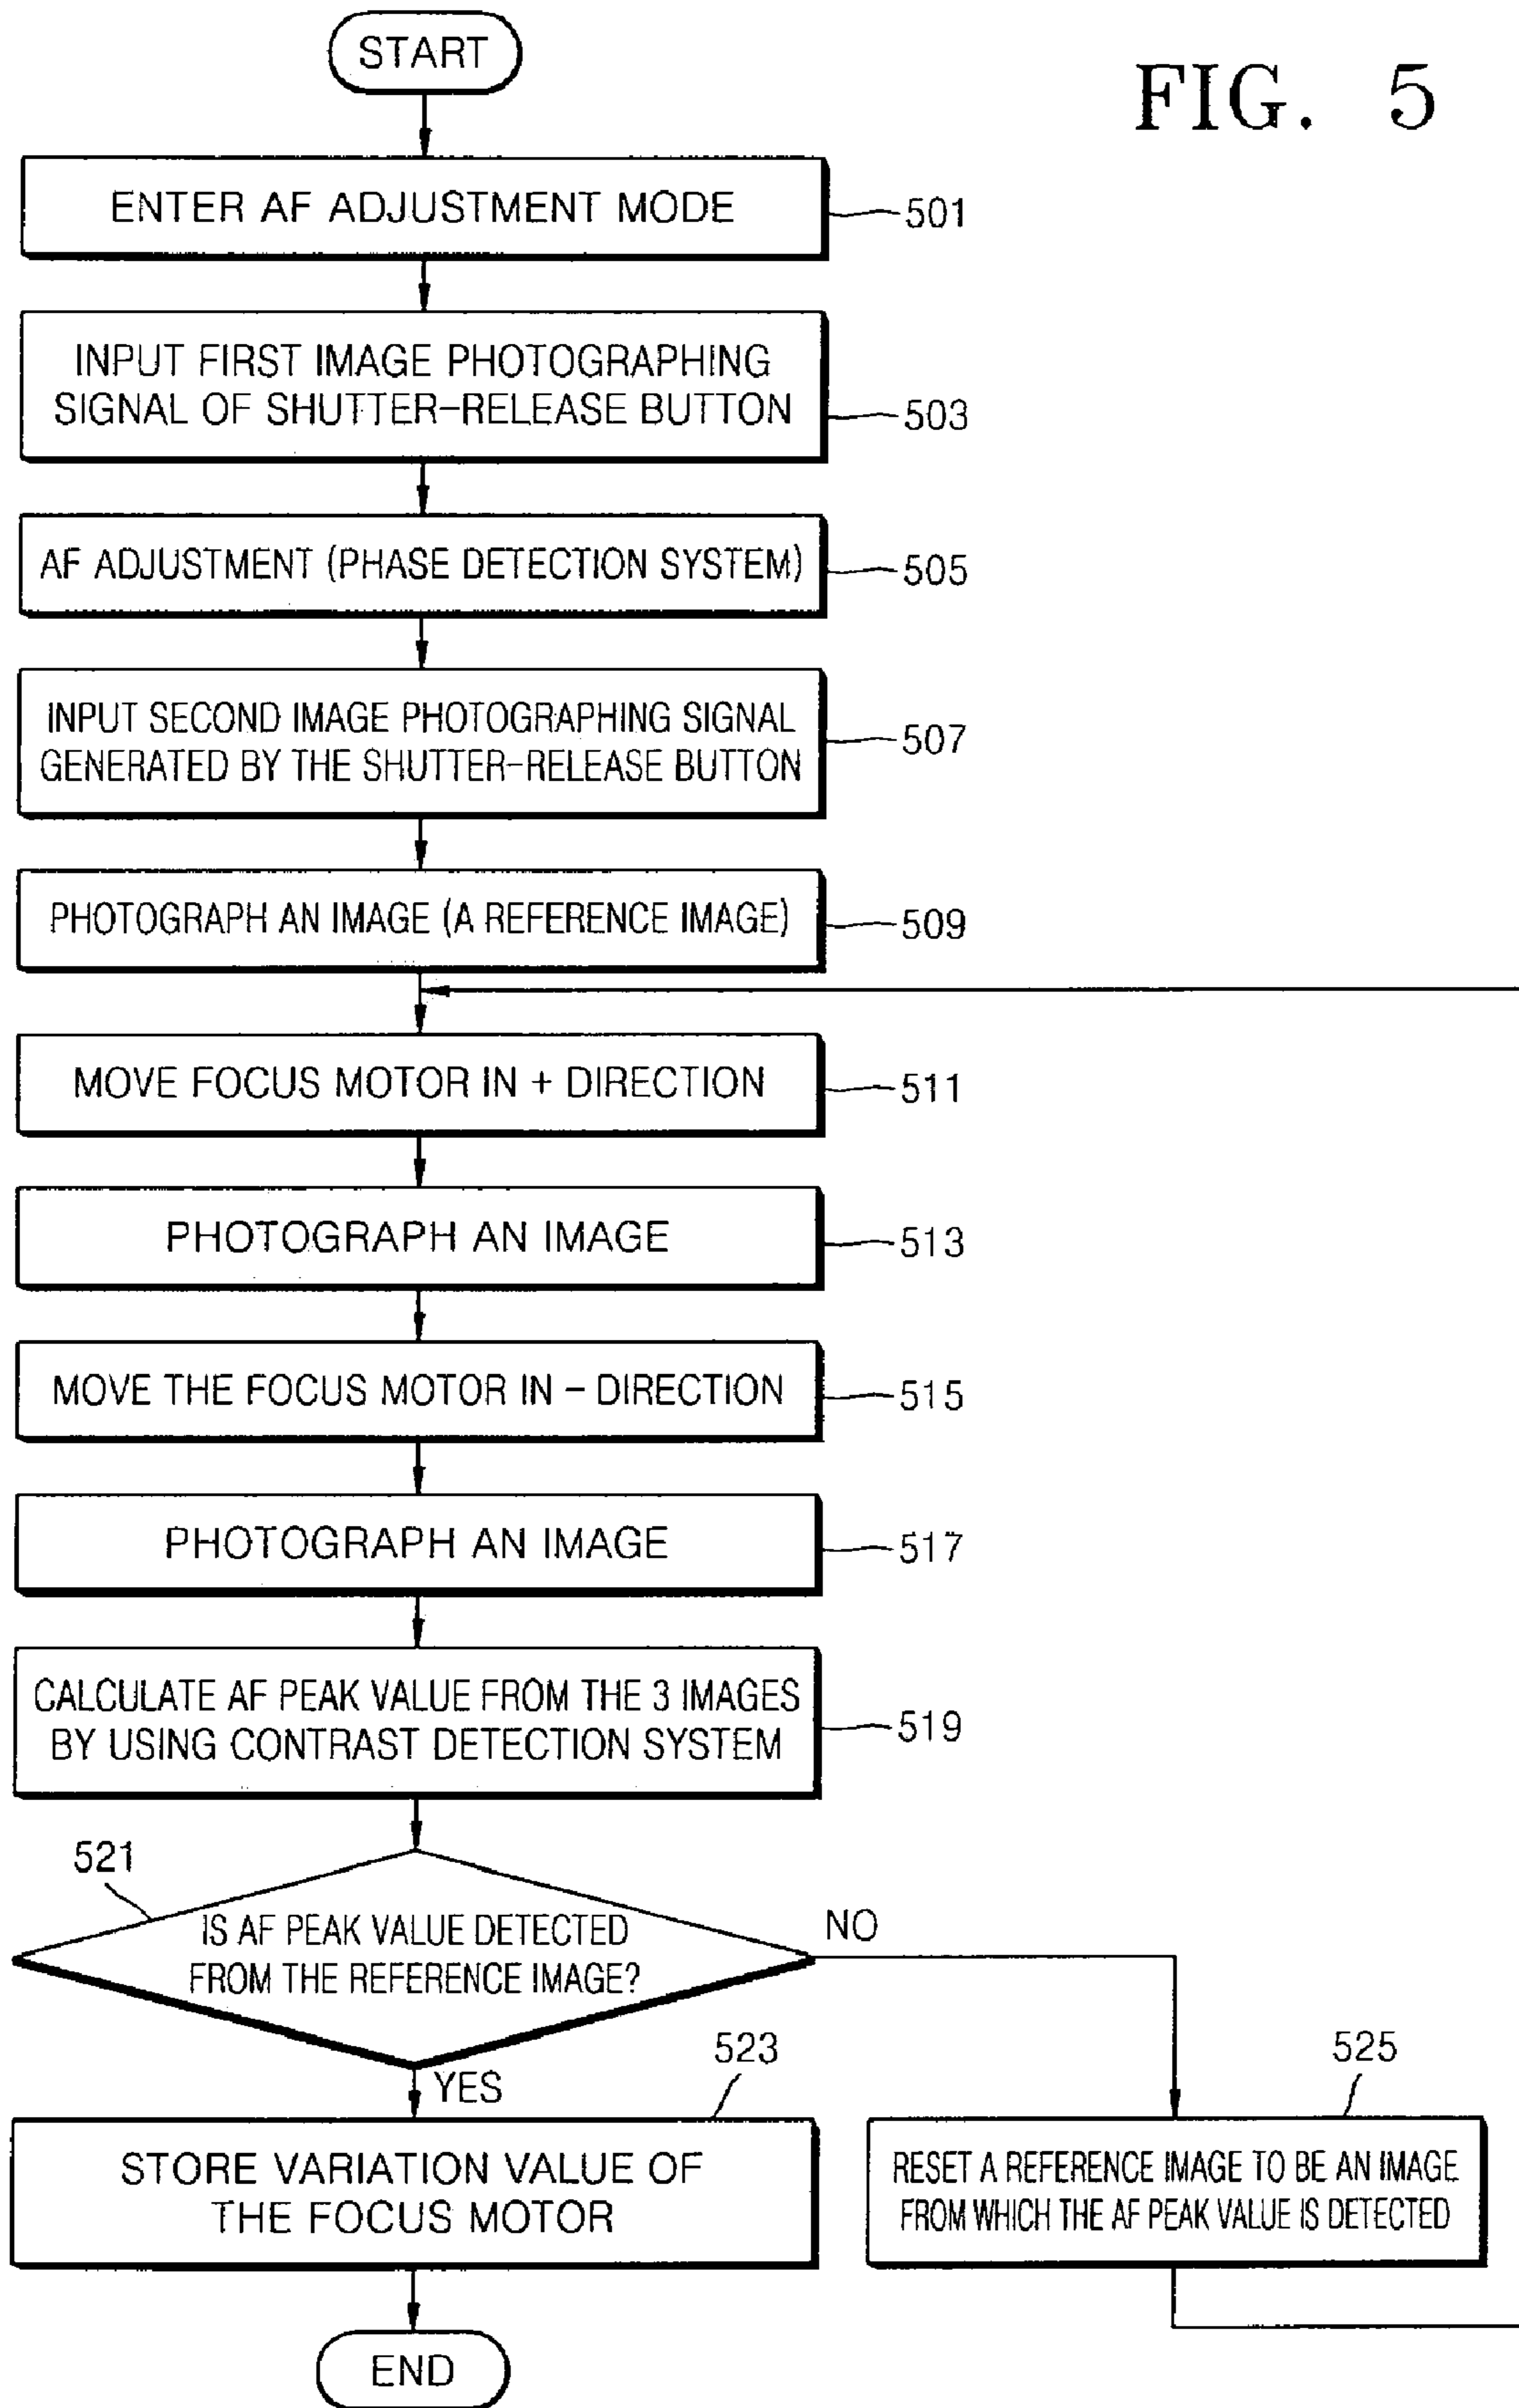 FIG. 5
START
ENTER AF ADJUSTMENT MODE
501
INPUT FIRST IMAGE PHOTOGRAPHING
SIGNAL OF SHUTTER-RELEASE BUTTON
503
AF ADJUSTMENT (PHASE DETECTION SYSTEM)
505
INPUT SECOND IMAGE PHOTOGRAPHING SIGNAL
GENERATED BY THE SHUTTER-RELEASE BUTTON
507
PHOTOGRAPH AN IMAGE (A REFERENCE IMAGE)
509
MOVE FOCUS MOTOR IN + DIRECTION
511
PHOTOGRAPH AN IMAGE
513
MOVE THE FOCUS MOTOR IN - DIRECTION
515
PHOTOGRAPH AN IMAGE
517
CALCULATE AF PEAK VALUE FROM THE 3 IMAGES
BY USING CONTRAST DETECTION SYSTEM
519
521
IS AF PEAK VALUE DETECTED
FROM THE REFERENCE IMAGE?
NO
YES
523
STORE VARIATION VALUE OF
THE FOCUS MOTOR
525
RESET A REFERENCE IMAGE TO BE AN IMAGE
FROM WHICH THE AF PEAK VALUE IS DETECTED
END